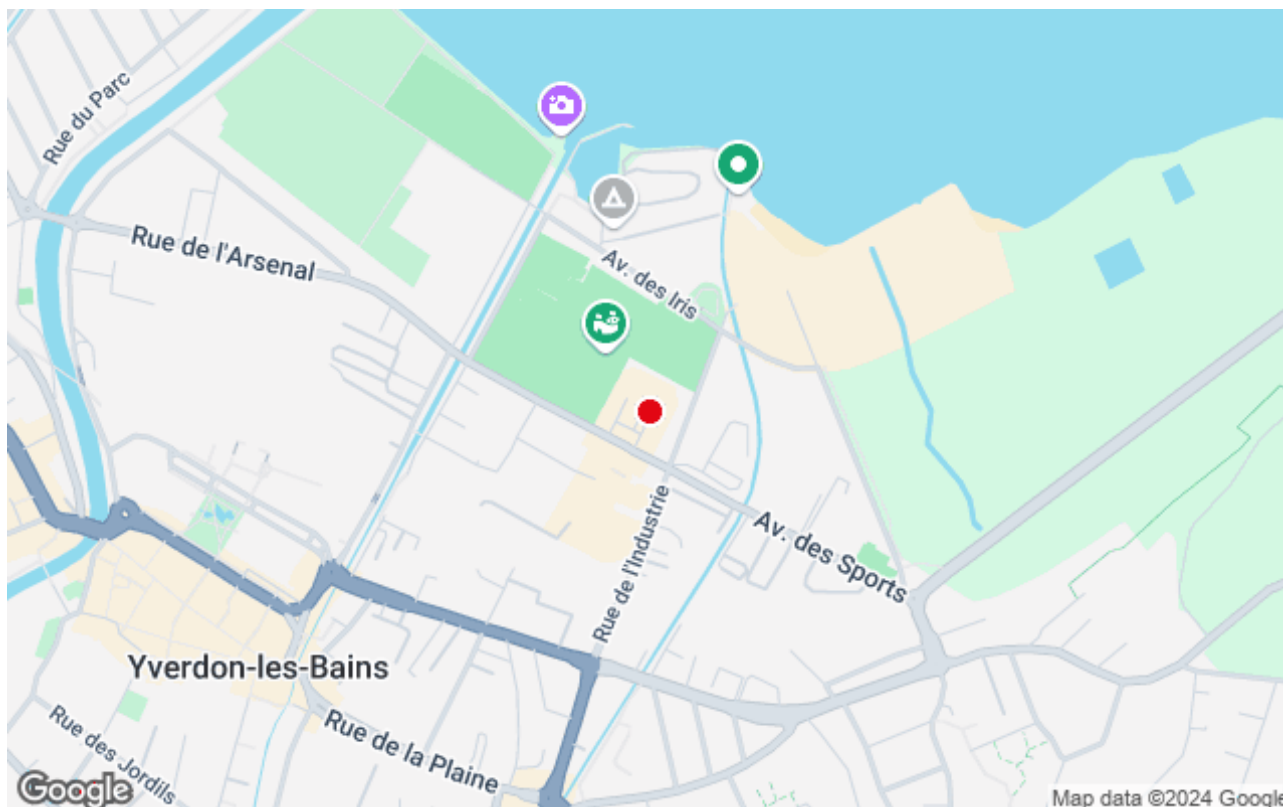 Rue du Parc
Rue de l'Arsenal
Av. des Iris
Av. des Sports
Rue de l'Industrie
Yverdon-les-Bains
Rue de la Plaine
Rue des Jordils
Google
Map data ©2024 Google